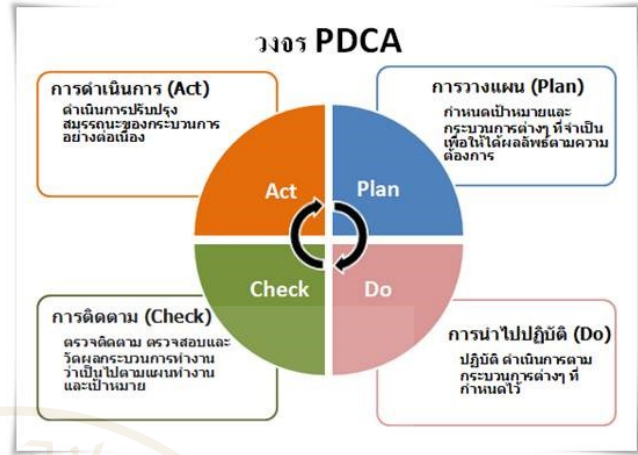 วงจร PDCA
การดำเนินการ (Act)
ดำเนินการปรับปรุง
สมรรถนะของกระบวนการ
อย่างต่อเนื่อง
การวางแผน (Plan)
กำหนดเป้าหมายและ
กระบวนการต่างๆ ที่จำเป็น
เพื่อให้ได้ผลลัพธ์ตามความ
ต้องการ
Act
Plan
Check
Do
การติดตาม (Check)
ตรวจติดตาม ตรวจสอบและ
วัดผลกระบวนการทำงาน
ว่าเป็นไปตามแผนทำงาน
และเป้าหมาย
การนำไปปฏิบัติ (Do)
ปฏิบัติ ดำเนินการตาม
กระบวนการต่างๆ ที่
กำหนดไว้